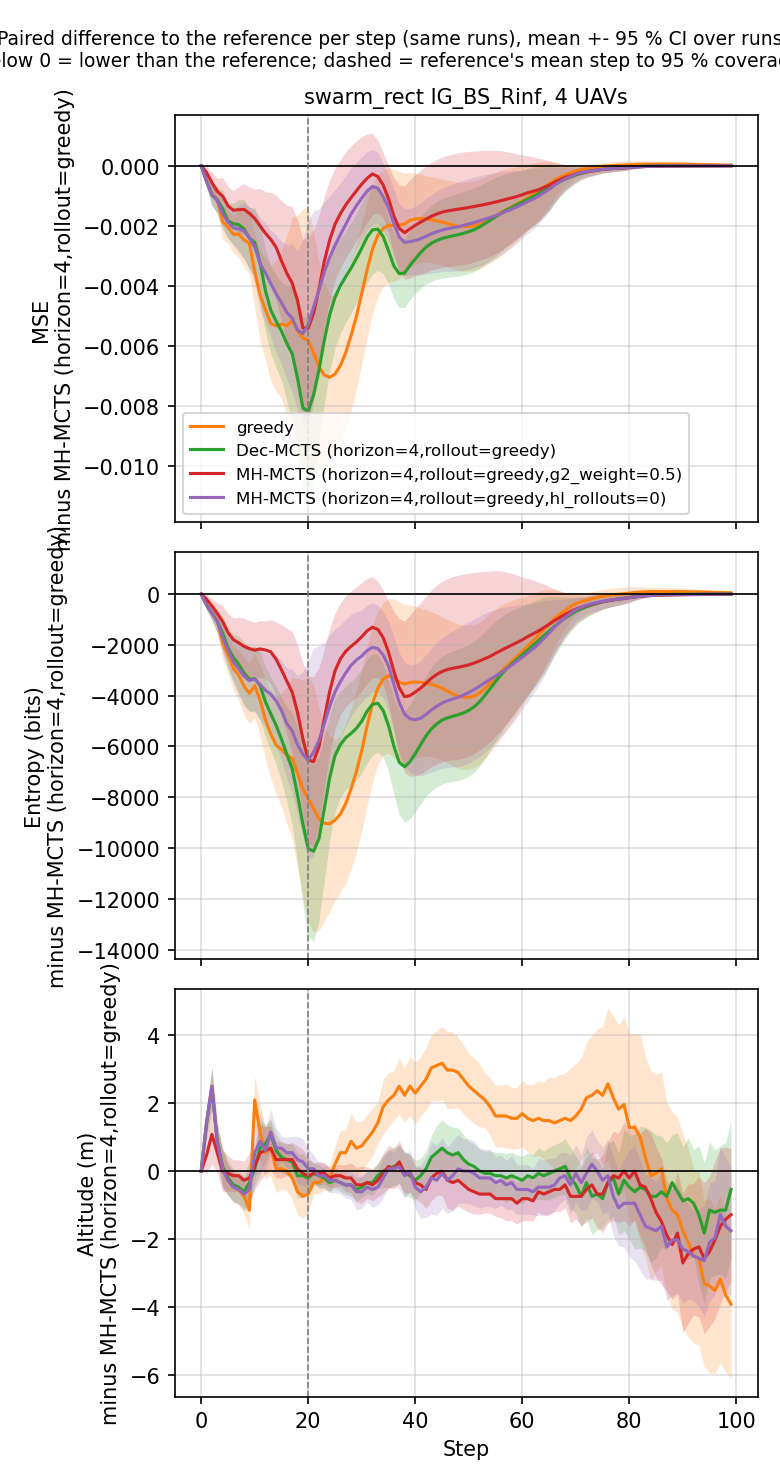 Paired difference to the reference per step (same runs), mean +- 95 % CI over runs
low 0 = lower than the reference; dashed = reference's mean step to 95 %
swarm_rect IG_BS_Rinf, 4 UAVs
MSE
minus MH-MCTS (horizon=4,rollout=greedy)
0.000
−0.002
−0.004
−0.006
−0.008
−0.010
greedy
Dec-MCTS (horizon=4,rollout=greedy)
MH-MCTS (horizon=4,rollout=greedy,g2_weight=0.5)
MH-MCTS (horizon=4,rollout=greedy,hl_rollouts=0)
Entropy (bits)
minus MH-MCTS (horizon=4,rollout=greedy)
0
−2000
−4000
−6000
−8000
−10000
−12000
−14000
Altitude (m)
minus MH-MCTS (horizon=4,rollout=greedy)
4
2
0
−2
−4
−6
0 20 40 60 80 100
Step